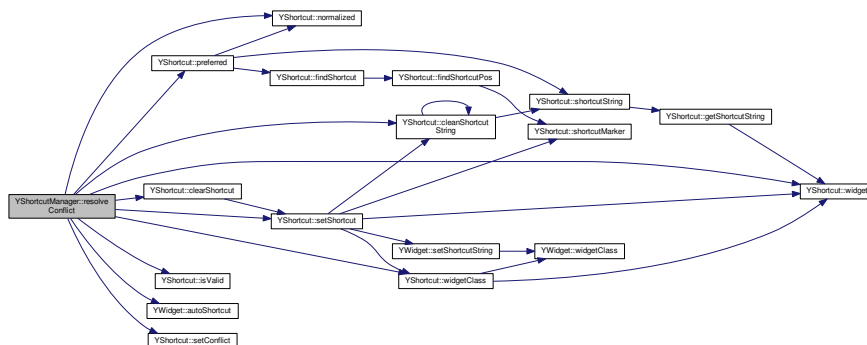 YShortcut::normalized
YShortcut::preferred
YShortcut::findShortcut
YShortcut::findShortcutPos
YShortcut::shortcutString
YShortcut::getShortcutString
YShortcut::cleanShortcut
String
YShortcut::shortcutMarker
YShortcutManager::resolve
Conflict
YShortcut::clearShortcut
YShortcut::widget
YShortcut::setShortcut
YWidget::setShortcutString
YWidget::widgetClass
YShortcut::isValid
YShortcut::widgetClass
YWidget::autoShortcut
YShortcut::setConflict